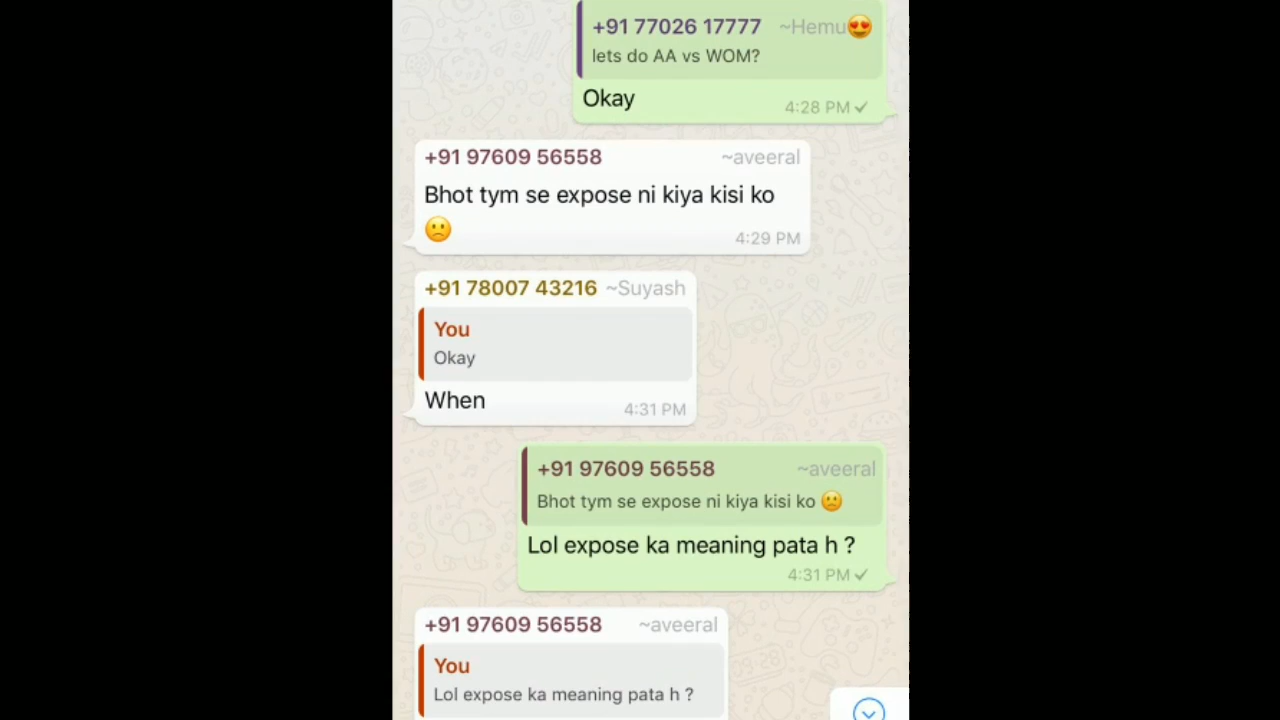 +91 77026 17777 ~Hemu😍
lets do AA vs WOM?
Okay
4:28 PM ✓
+91 97609 56558 ~aveeral
Bhot tym se expose ni kiya kisi ko
🙁
4:29 PM
+91 78007 43216 ~Suyash
You
Okay
When
4:31 PM
+91 97609 56558 ~aveeral
Bhot tym se expose ni kiya kisi ko 🙁
Lol expose ka meaning pata h ?
4:31 PM ✓
+91 97609 56558 ~aveeral
You
Lol expose ka meaning pata h ?